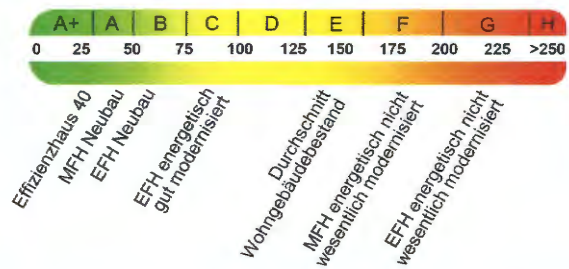 A+ A B C D E F G H
0 25 50 75 100 125 150 175 200 225 >250
Effizienzhaus 40
MFH Neubau
EFH Neubau
EFH energetisch
gut modernisiert
Durchschnitt
Wohngebäudebestand
MFH energetisch nicht
wesentlich modernisiert
EFH energetisch nicht
wesentlich modernisiert